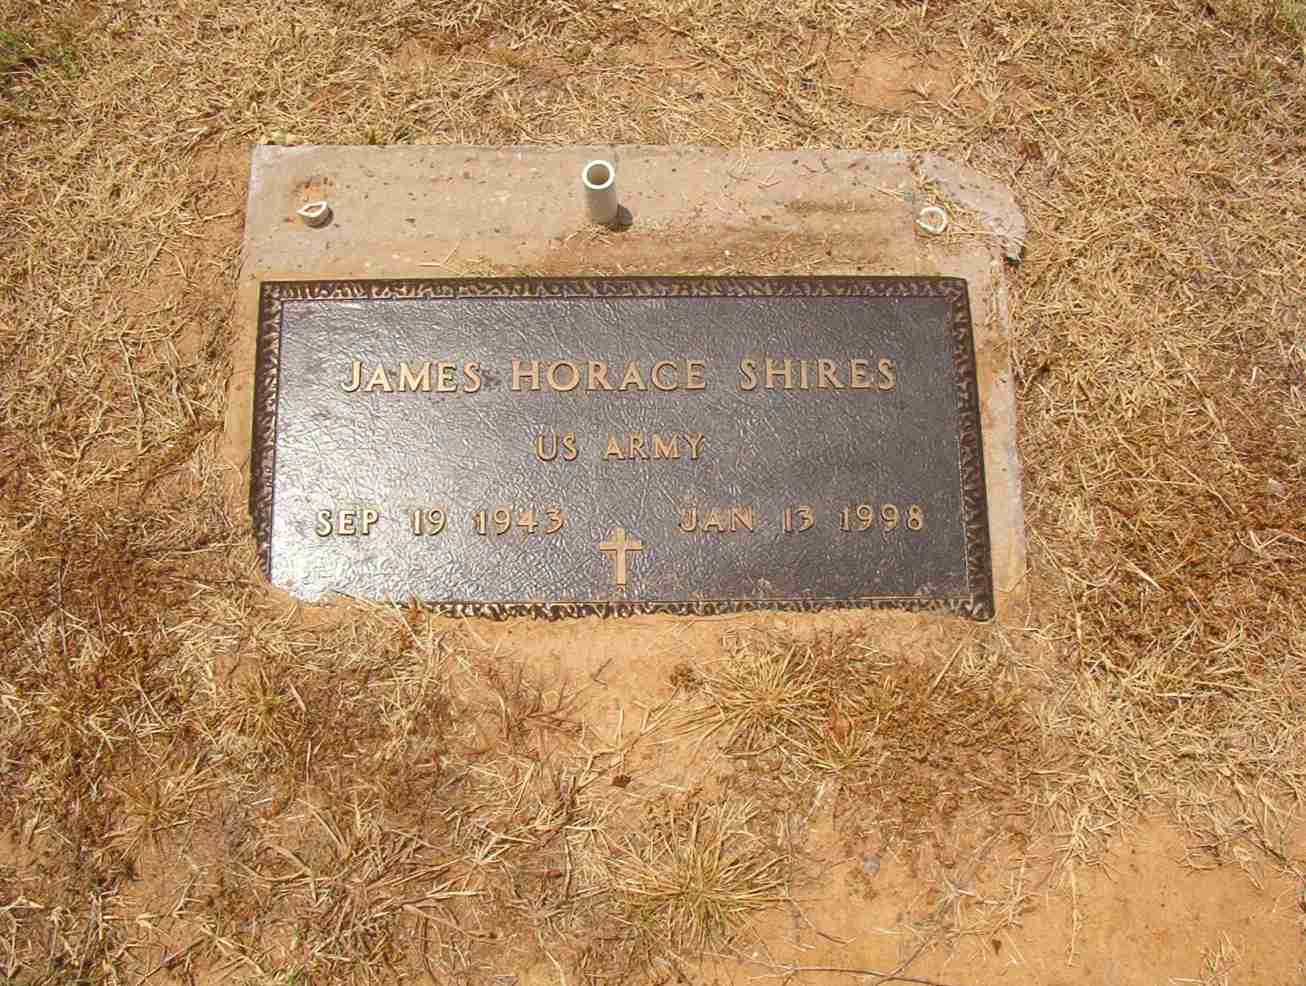 JAMES HORACE SHIRES
US ARMY
SEP 19 1943 JAN 13 1998